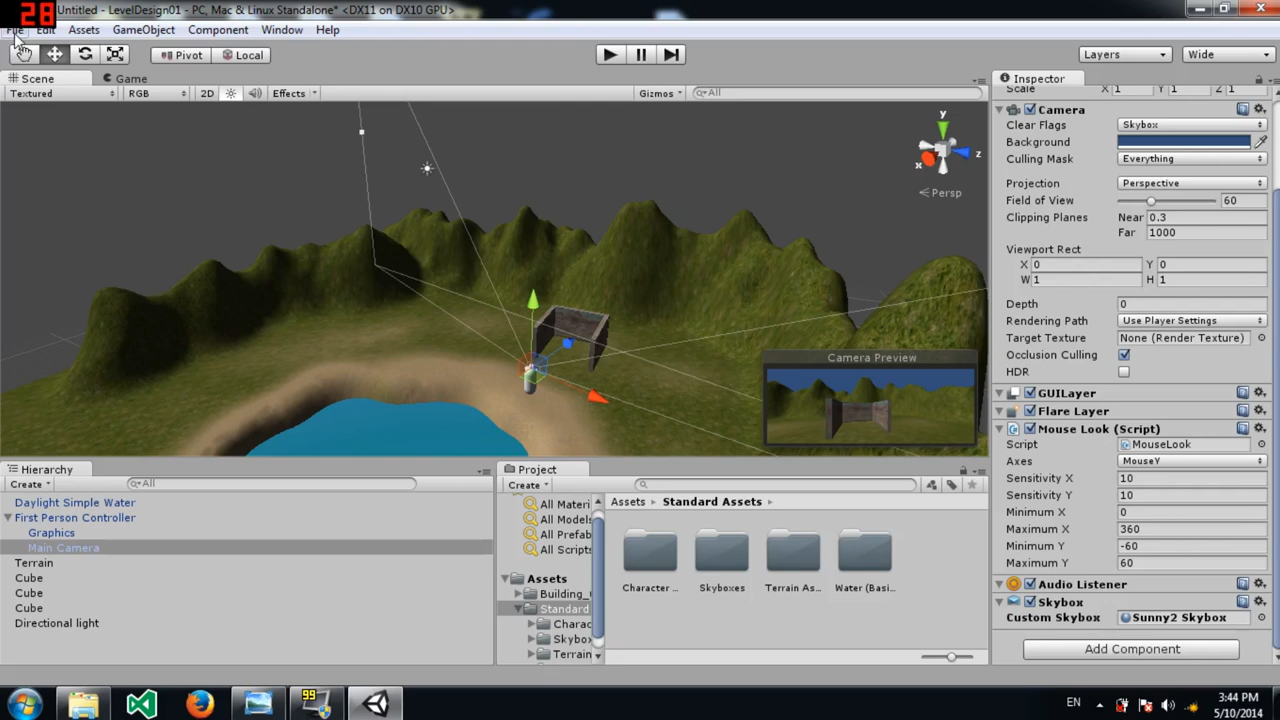 28
Untitled - LevelDesign01 - PC, Mac & Linux Standalone* <DX11 on DX10 GPU>
File Edit Assets GameObject Component Window Help
Pivot Local Layers Wide
Scene Game
Textured RGB 2D Effects Gizmos All
y
x z
Persp
Camera Preview
Inspector
Scale X 1 Y 1 Z 1
Camera
Clear Flags Skybox
Background
Culling Mask Everything
Projection Perspective
Field of View 60
Clipping Planes Near 0.3
Far 1000
Viewport Rect
X 0 Y 0
W 1 H 1
Depth 0
Rendering Path Use Player Settings
Target Texture None (Render Texture)
Occlusion Culling
HDR
GUILayer
Flare Layer
Mouse Look (Script)
Script MouseLook
Axes MouseY
Sensitivity X 10
Sensitivity Y 10
Minimum X 0
Maximum X 360
Minimum Y -60
Maximum Y 60
Audio Listener
Skybox
Custom Skybox Sunny2 Skybox
Add Component
Hierarchy
Create All
Daylight Simple Water
First Person Controller
Graphics
Main Camera
Terrain
Cube
Cube
Cube
Directional light
Project
Create
All Materi
All Models
All Prefab
All Scripts
Assets
Building_
Standard
Charac
Skybo
Terrain
Assets Standard Assets
Character ... Skyboxes Terrain As... Water (Basi...
99
EN
3:44 PM
5/10/2014